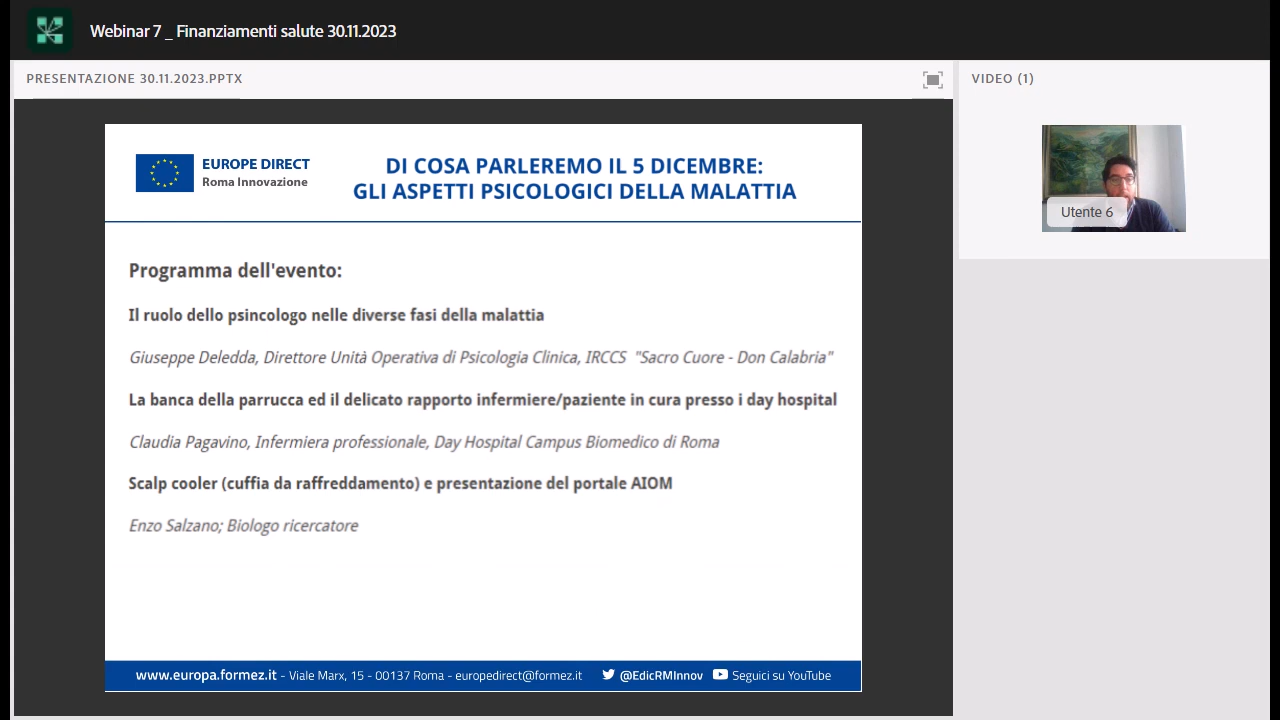 Webinar 7 _ Finanziamenti salute 30.11.2023
PRESENTAZIONE 30.11.2023.PPTX
VIDEO (1)
EUROPE DIRECT
Roma Innovazione
DI COSA PARLEREMO IL 5 DICEMBRE:
GLI ASPETTI PSICOLOGICI DELLA MALATTIA
Utente 6
Programma dell'evento:
Il ruolo dello psincologo nelle diverse fasi della malattia
Giuseppe Deledda, Direttore Unità Operativa di Psicologia Clinica, IRCCS "Sacro Cuore - Don Calabria"
La banca della parrucca ed il delicato rapporto infermiere/paziente in cura presso i day hospital
Claudia Pagavino, Infermiera professionale, Day Hospital Campus Biomedico di Roma
Scalp cooler (cuffia da raffreddamento) e presentazione del portale AIOM
Enzo Salzano; Biologo ricercatore
www.europa.formez.it - Viale Marx, 15 - 00137 Roma - europedirect@formez.it @EdicRMInnov Seguici su YouTube